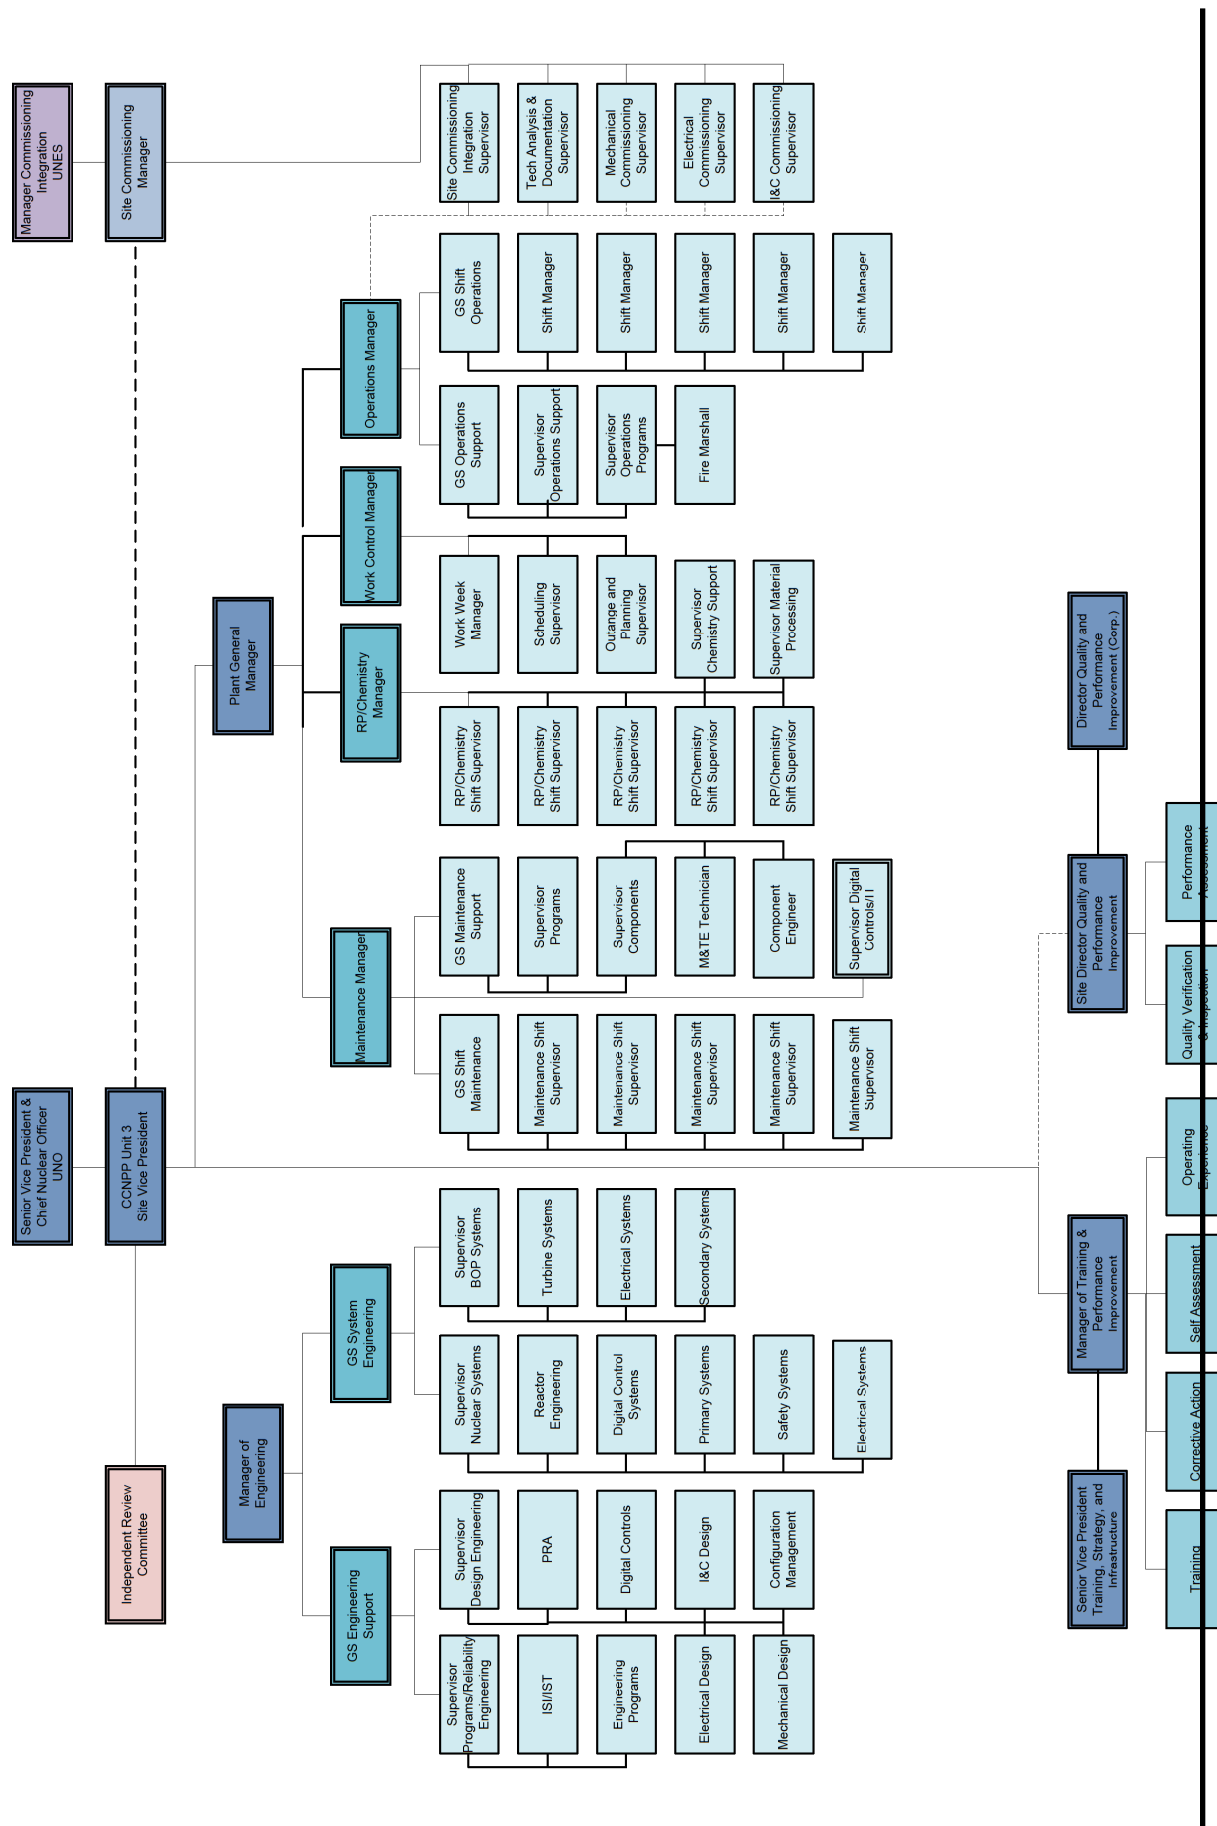 Senior Vice President &
Chef Nuclear Officer
UNO
Manager Commissioning
Integration
UNES
Independent Review
Committee
CCNPP Unit 3
Site Vice President
Site Commissioning
Manager
Manager of
Engineering
Plant General
Manager
GS Engineering
Support
GS System
Engineering
Maintenance Manager
RP/Chemistry
Manager
Work Control Manager
Operations Manager
Supervisor
Programs/Reliability
Engineering
Supervisor
Design Engineering
Supervisor
Nuclear Systems
Supervisor
BOP Systems
GS Shift
Maintenance
GS Maintenance
Support
RP/Chemistry
Shift Supervisor
Work Week
Manager
GS Operations
Support
GS Shift
Operations
Site Commissioning
Integration
Supervisor
ISI/IST
PRA
Reactor
Engineering
Turbine Systems
Maintenance Shift
Supervisor
Supervisor
Programs
RP/Chemistry
Shift Supervisor
Scheduling
Supervisor
Supervisor
Operations Support
Shift Manager
Tech Analysis &
Documentation
Supervisor
Engineering
Programs
Digital Controls
Digital Control
Systems
Electrical Systems
Maintenance Shift
Supervisor
Supervisor
Components
RP/Chemistry
Shift Supervisor
Outange and
Planning
Supervisor
Supervisor
Operations
Programs
Shift Manager
Mechanical
Commissioning
Supervisor
Electrical Design
I&C Design
Primary Systems
Secondary Systems
Maintenance Shift
Supervisor
M&TE Technician
RP/Chemistry
Shift Supervisor
Supervisor
Chemistry Support
Fire Marshall
Shift Manager
Electrical
Commissioning
Supervisor
Mechanical Design
Configuration
Management
Safety Systems
Maintenance Shift
Supervisor
Component
Engineer
RP/Chemistry
Shift Supervisor
Supervisor Material
Processing
Shift Manager
I&C Commissioning
Supervisor
Electrical Systems
Maintenance Shift
Supervisor
Supervisor Digital
Controls/IT
Shift Manager
Senior Vice President
Training, Strategy, and
Infrastructure
Manager of Training &
Performance
Improvement
Site Director Quality and
Performance
Improvement
Director Quality and
Performance
Improvement (Corp.)
Training
Corrective Action
Self Assessment
Operating
Experience
Quality Verification
& Inspection
Performance
Assessment